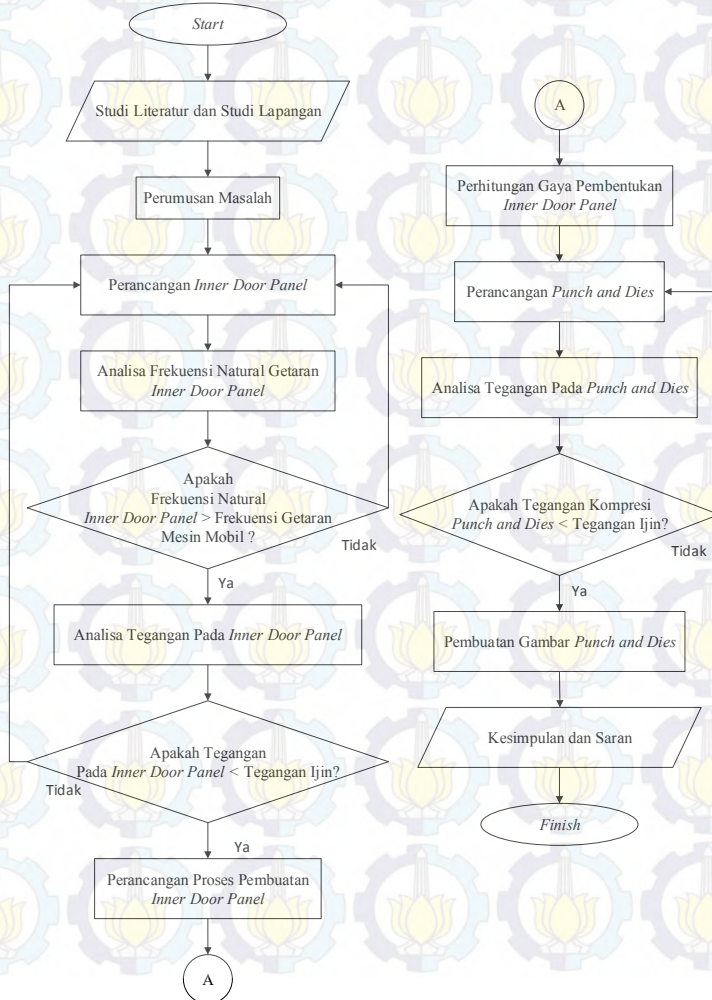 Start
Studi Literatur dan Studi Lapangan
Perumusan Masalah
Perancangan Inner Door Panel
Analisa Frekuensi Natural Getaran
Inner Door Panel
Apakah
Frekuensi Natural
Inner Door Panel > Frekuensi Getaran
Mesin Mobil ?
Tidak
Ya
Analisa Tegangan Pada Inner Door Panel
Apakah Tegangan
Pada Inner Door Panel < Tegangan Ijin?
Tidak
Ya
Perancangan Proses Pembuatan
Inner Door Panel
A
A
Perhitungan Gaya Pembentukan
Inner Door Panel
Perancangan Punch and Dies
Analisa Tegangan Pada Punch and Dies
Apakah Tegangan Kompresi
Punch and Dies < Tegangan Ijin?
Tidak
Ya
Pembuatan Gambar Punch and Dies
Kesimpulan dan Saran
Finish